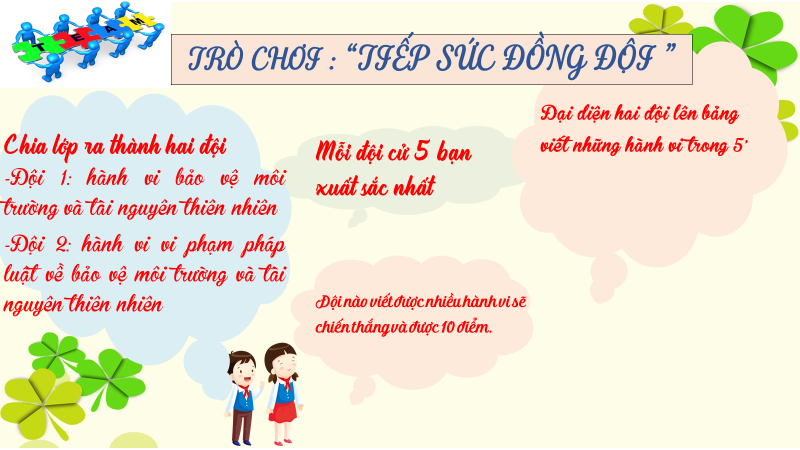 TEAM
TRÒ CHƠI : “TIẾP SỨC ĐỒNG ĐỘI ”
Chia lớp ra thành hai đội
-Đội 1: hành vi bảo vệ môi
trường và tài nguyên thiên nhiên
-Đội 2: hành vi vi phạm pháp
luật về bảo vệ môi trường và tài
nguyên thiên nhiên
Mỗi đội cử 5 bạn
xuất sắc nhất
Đại diện hai đội lên bảng
viết những hành vi trong 5’
Đội nào viết được nhiều hành vi sẽ
chiến thắng và được 10 điểm.